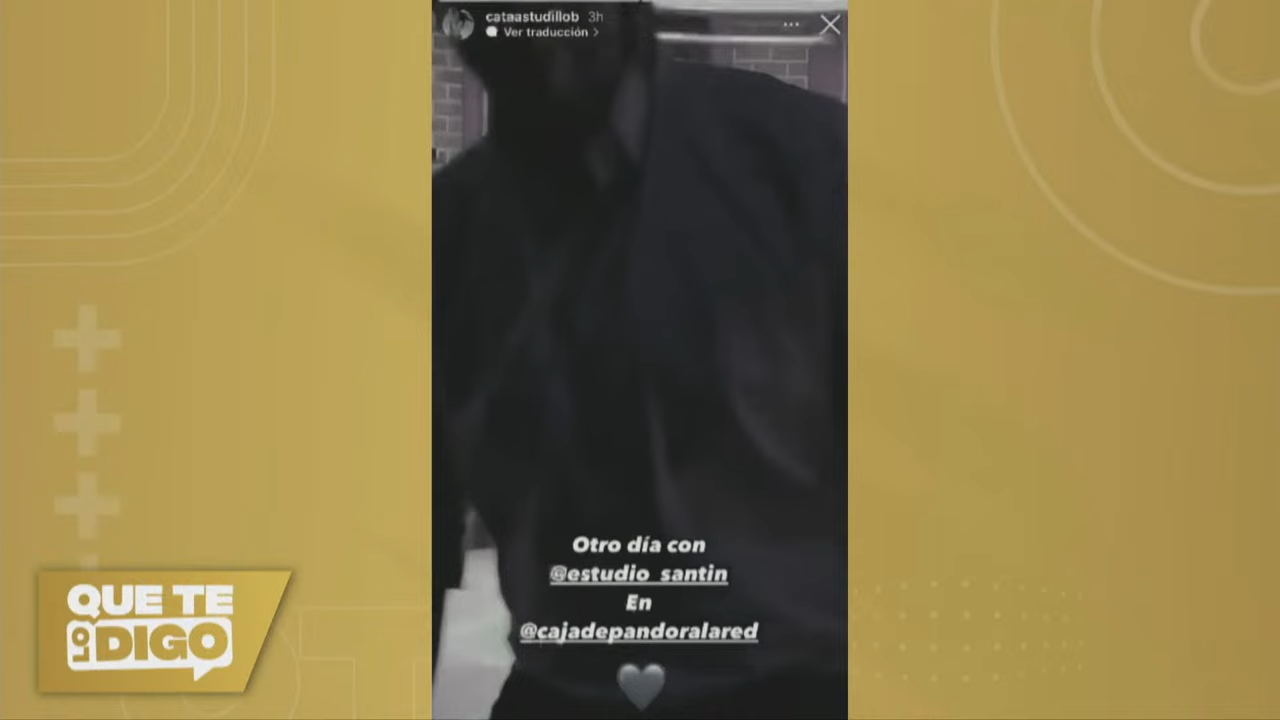 cataastudillob 3h
Ver traducción >
Otro día con
@estudio_santin
En
@cajadepandoralared
QUE TE
LO DIGO